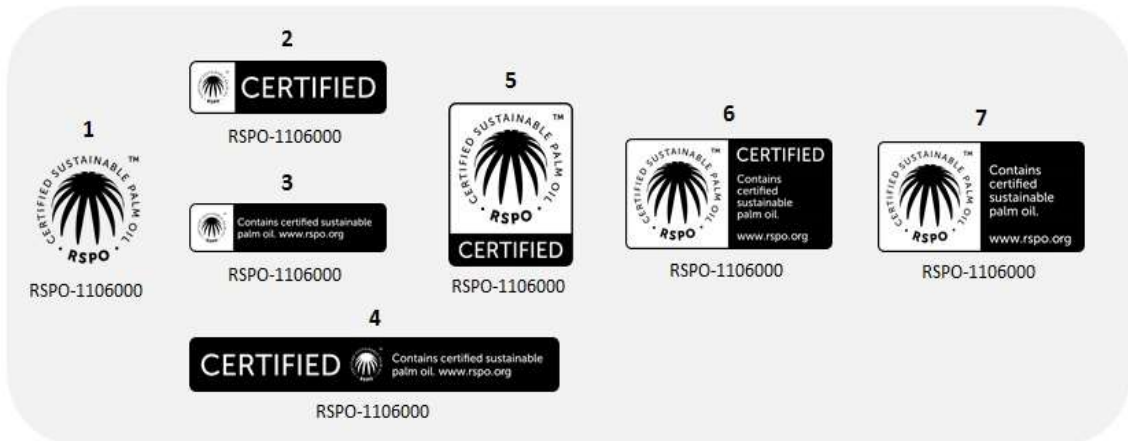 1
CERTIFIED SUSTAINABLE PALM OIL
TM
RSPO
RSPO-1106000
2
RSPO
CERTIFIED
RSPO-1106000
3
Contains certified sustainable
palm oil. www.rspo.org
RSPO-1106000
4
CERTIFIED
RSPO
Contains certified sustainable
palm oil. www.rspo.org
RSPO-1106000
5
CERTIFIED SUSTAINABLE PALM OIL
TM
RSPO
CERTIFIED
RSPO-1106000
6
CERTIFIED SUSTAINABLE PALM OIL
TM
RSPO
CERTIFIED
Contains
certified
sustainable
palm oil.
www.rspo.org
RSPO-1106000
7
CERTIFIED SUSTAINABLE PALM OIL
TM
RSPO
Contains
certified
sustainable
palm oil.
www.rspo.org
RSPO-1106000